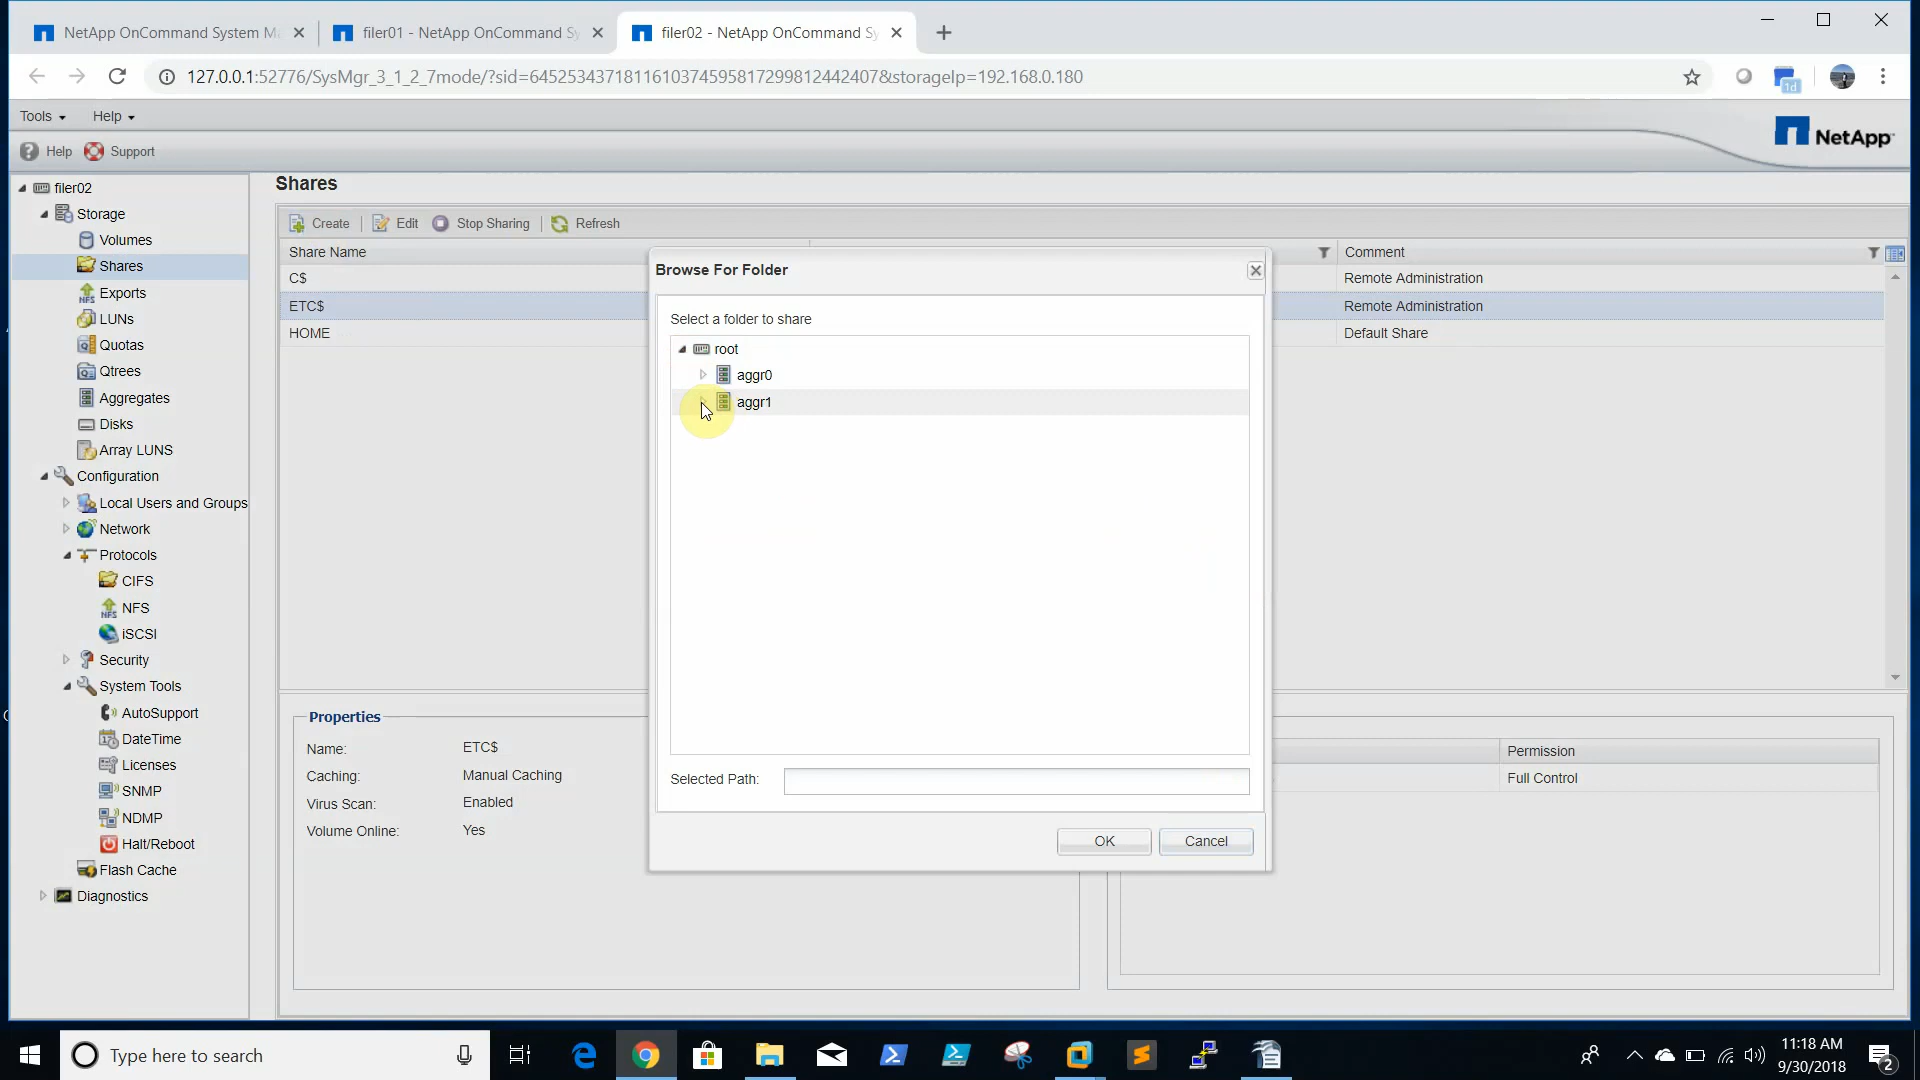 NetApp OnCommand System M
filer01 - NetApp OnCommand Sy
filer02 - NetApp OnCommand Sy
127.0.0.1:52776/SysMgr_3_1_2_7mode/?sid=645253437181161037459581729981244​2407&storageIp=192.168.0.180
1d
Tools
Help
NetApp
Help
Support
filer02
Storage
Volumes
Shares
Exports
LUNs
Quotas
Qtrees
Aggregates
Disks
Array LUNS
Configuration
Local Users and Groups
Network
Protocols
CIFS
NFS
iSCSI
Security
System Tools
AutoSupport
DateTime
Licenses
SNMP
NDMP
Halt/Reboot
Flash Cache
Diagnostics
Shares
Create
Edit
Stop Sharing
Refresh
Share Name
Comment
C$
Remote Administration
ETC$
Remote Administration
HOME
Default Share
Browse For Folder
Select a folder to share
root
aggr0
aggr1
Selected Path:
OK
Cancel
Properties
Name: ETC$
Caching: Manual Caching
Virus Scan: Enabled
Volume Online: Yes
Permission
Full Control
Type here to search
11:18 AM
9/30/2018
2